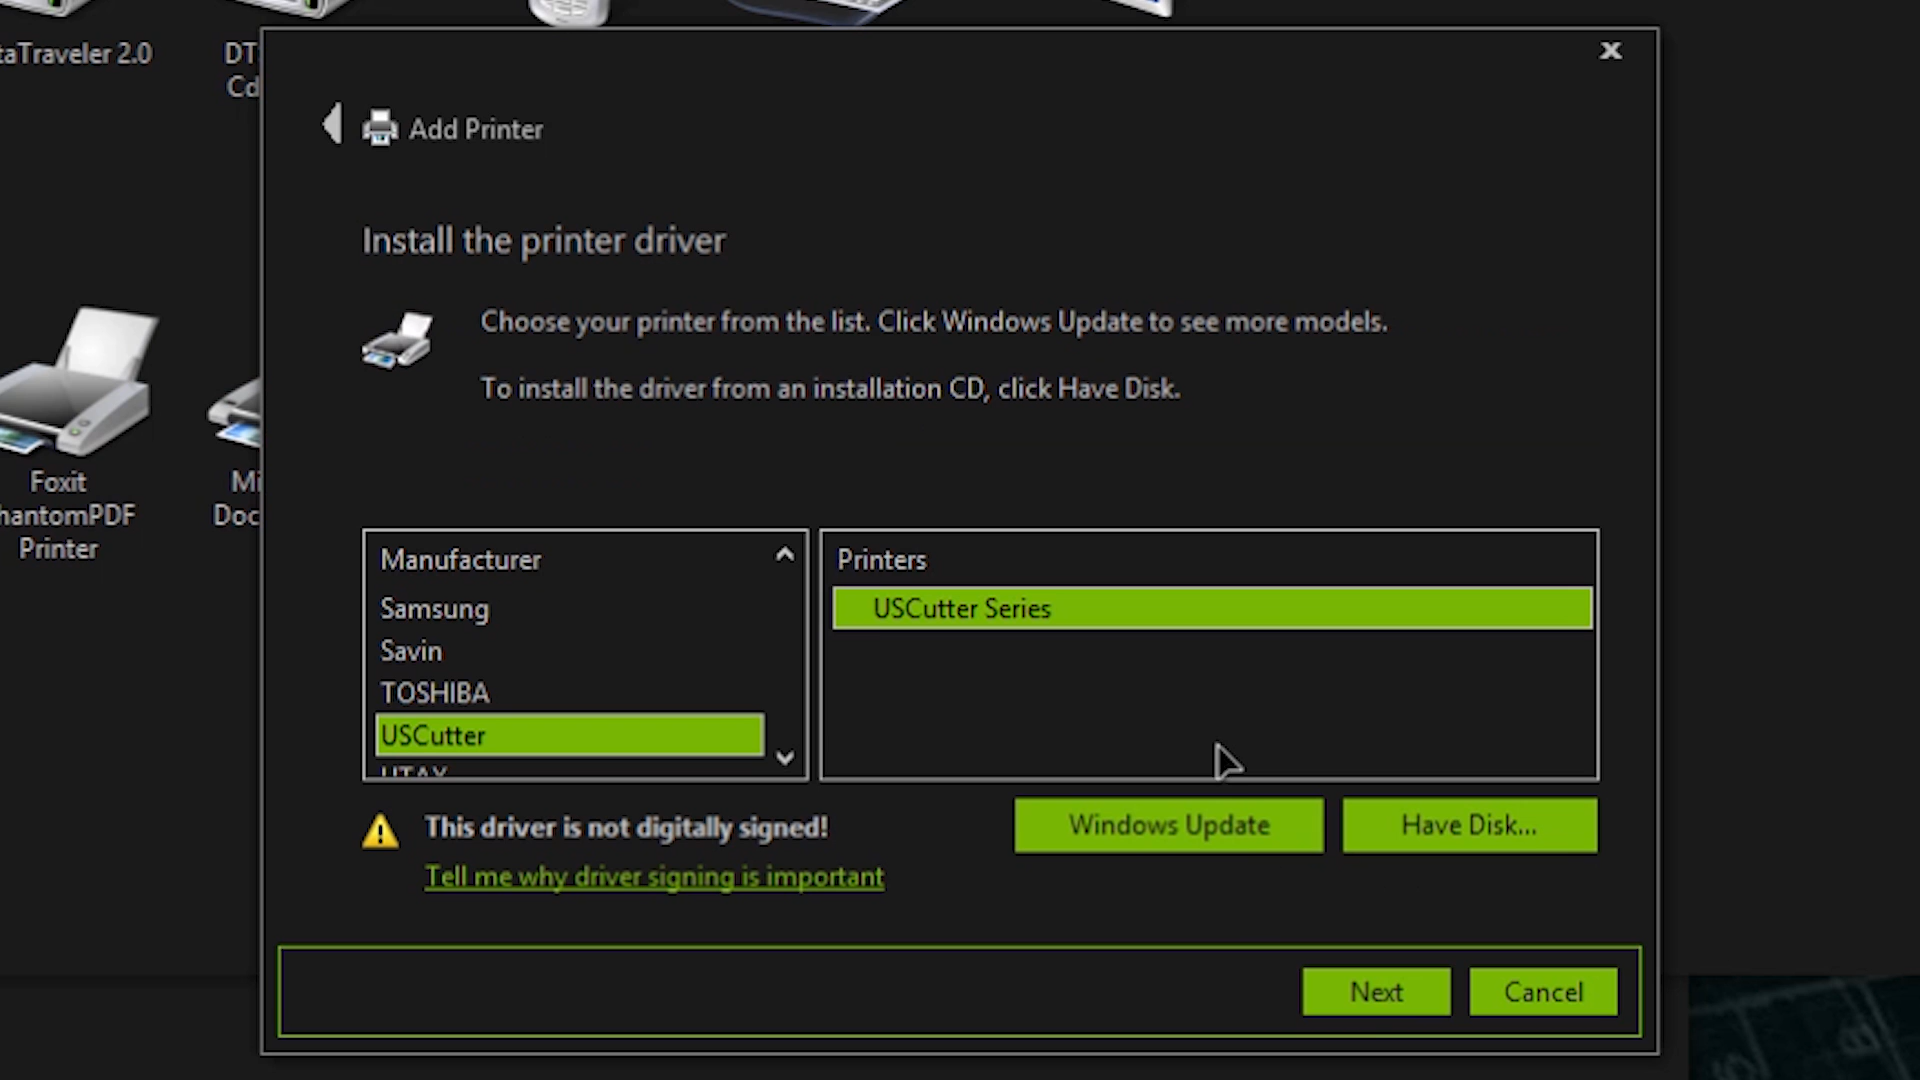 taTraveler 2.0
DT
Cd
Add Printer
Install the printer driver
Choose your printer from the list. Click Windows Update to see more models.
To install the driver from an installation CD, click Have Disk.
Foxit
hantomPDF
Printer
Mi
Doc
Manufacturer
Samsung
Savin
TOSHIBA
USCutter
UTAX
Printers
USCutter Series
This driver is not digitally signed!
Tell me why driver signing is important
Windows Update
Have Disk...
Next
Cancel